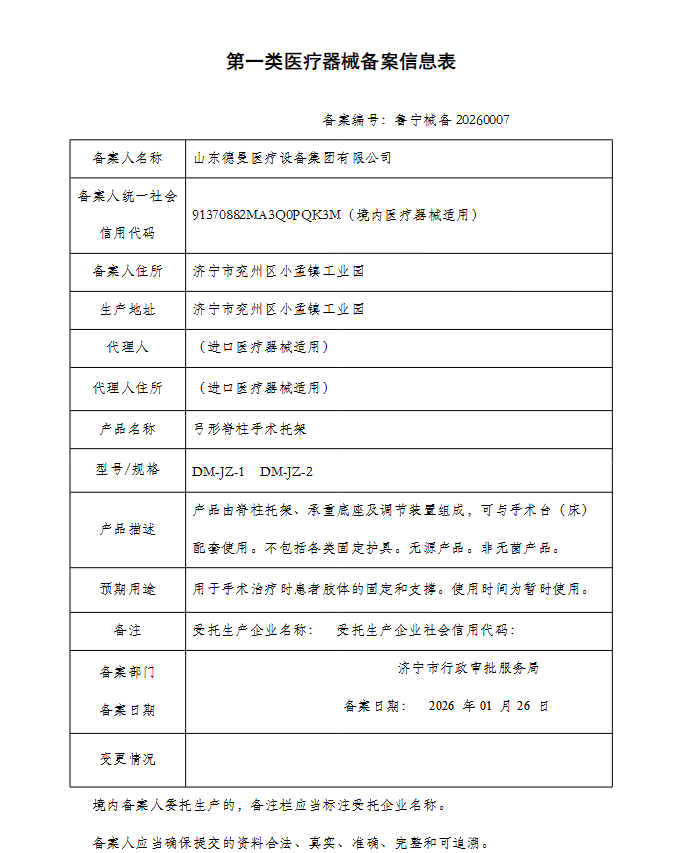 第一类医疗器械备案信息表
备案编号：鲁宁械备20260007
备案人名称 山东德曼医疗设备集团有限公司
备案人统一社会
信用代码
91370882MA3Q0PQK3M（境内医疗器械适用）
备案人住所 济宁市兖州区小孟镇工业园
生产地址 济宁市兖州区小孟镇工业园
代理人 （进口医疗器械适用）
代理人住所 （进口医疗器械适用）
产品名称 弓形脊柱手术托架
型号/规格 DM-JZ-1 DM-JZ-2
产品描述
产品由脊柱托架、承重底座及调节装置组成，可与手术台（床）
配套使用。不包括各类固定护具。无源产品。非无菌产品。
预期用途 用于手术治疗时患者肢体的固定和支撑。使用时间为暂时使用。
备注 受托生产企业名称： 受托生产企业社会信用代码：
备案部门
备案日期
济宁市行政审批服务局
备案日期： 2026 年 01 月 26 日
变更情况
境内备案人委托生产的，备注栏应当标注受托企业名称。
备案人应当确保提交的资料合法、真实、准确、完整和可追溯。